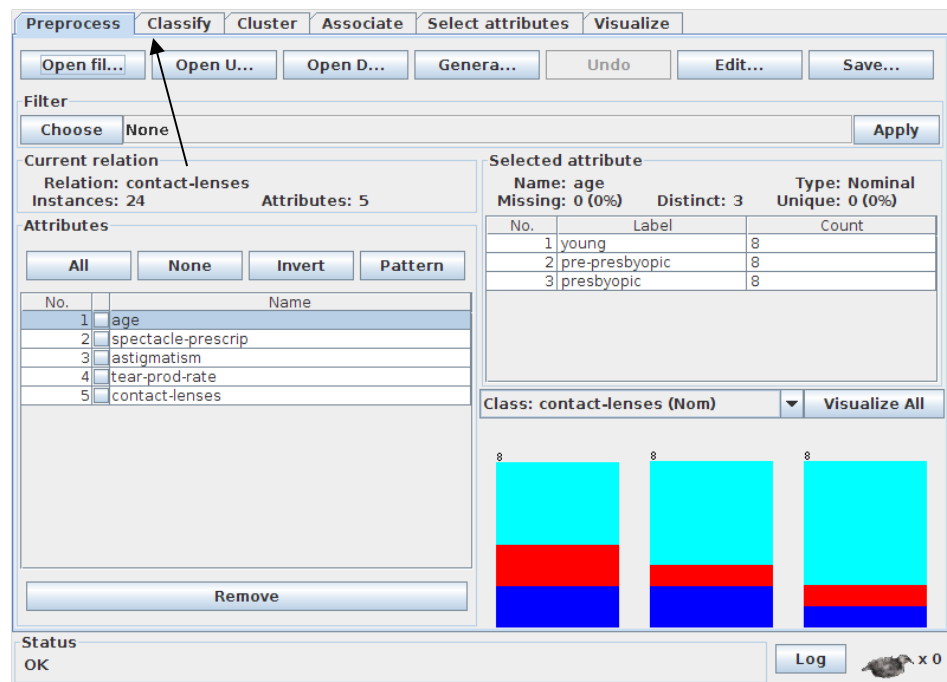 Preprocess Classify Cluster Associate Select attributes Visualize
Open fil... Open U... Open D... Genera... Undo Edit... Save...
Filter
Choose None Apply
Current relation
Relation: contact-lenses
Instances: 24 Attributes: 5
Attributes
All None Invert Pattern
No. Name
1 age
2 spectacle-prescrip
3 astigmatism
4 tear-prod-rate
5 contact-lenses
Remove
Selected attribute
Name: age Type: Nominal
Missing: 0 (0%) Distinct: 3 Unique: 0 (0%)
No. Label Count
1 young 8
2 pre-presbyopic 8
3 presbyopic 8
Class: contact-lenses (Nom) Visualize All
8 8 8
Status
OK
Log x 0